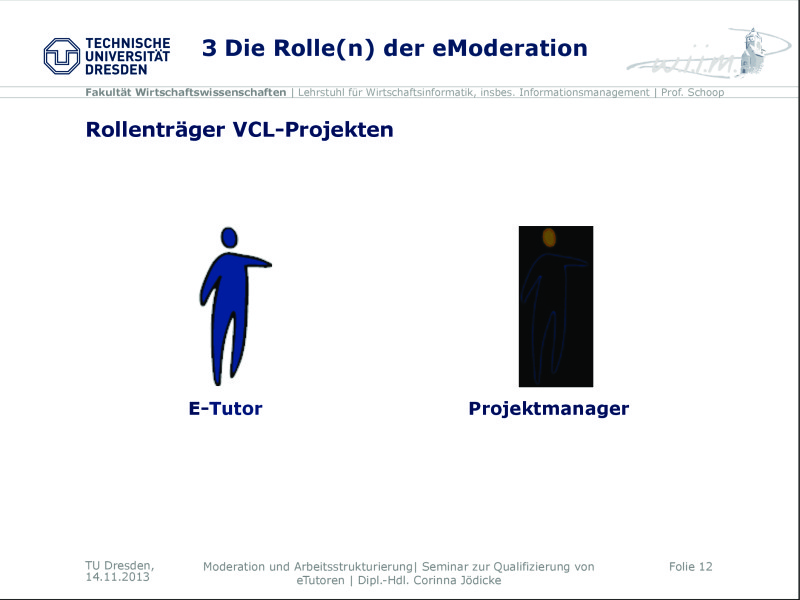 TECHNISCHE
UNIVERSITÄT
DRESDEN
3 Die Rolle(n) der eModeration
wiim
Fakultät Wirtschaftswissenschaften | Lehrstuhl für Wirtschaftsinformatik, insbes. Informationsmanagement | Prof. Schoop
Rollenträger VCL-Projekten
E-Tutor
Projektmanager
TU Dresden,
14.11.2013
Moderation und Arbeitsstrukturierung| Seminar zur Qualifizierung von
eTutoren | Dipl.-Hdl. Corinna Jödicke
Folie 12